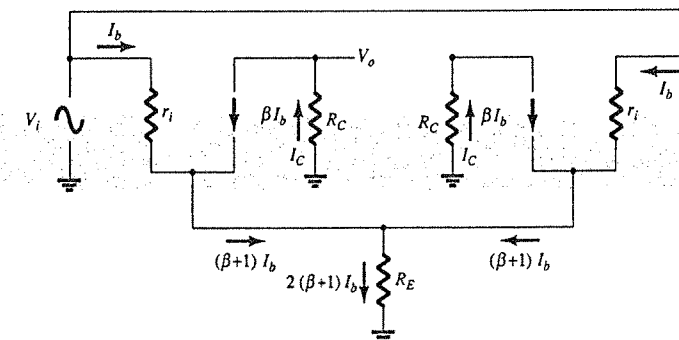 I_b
V_o
V_i
r_i
βI_b
R_C
I_C
R_C
βI_b
I_C
r_i
I_b
(β+1) I_b
(β+1) I_b
2 (β+1) I_b
R_E